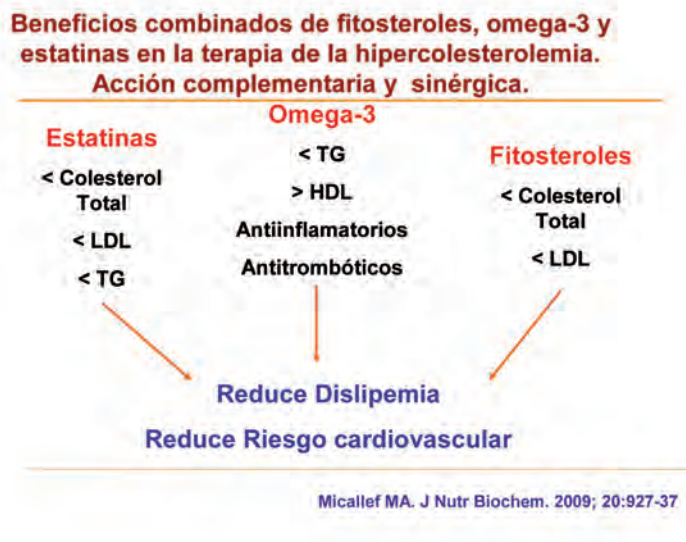 Beneficios combinados de fitosteroles, omega-3 y
estatinas en la terapia de la hipercolesterolemia.
Acción complementaria y sinérgica.
Estatinas
< Colesterol
Total
< LDL
< TG
Omega-3
< TG
> HDL
Antiinflamatorios
Antitrombóticos
Fitosteroles
< Colesterol
Total
< LDL
Reduce Dislipemia
Reduce Riesgo cardiovascular
Micallef MA. J Nutr Biochem. 2009; 20:927-37